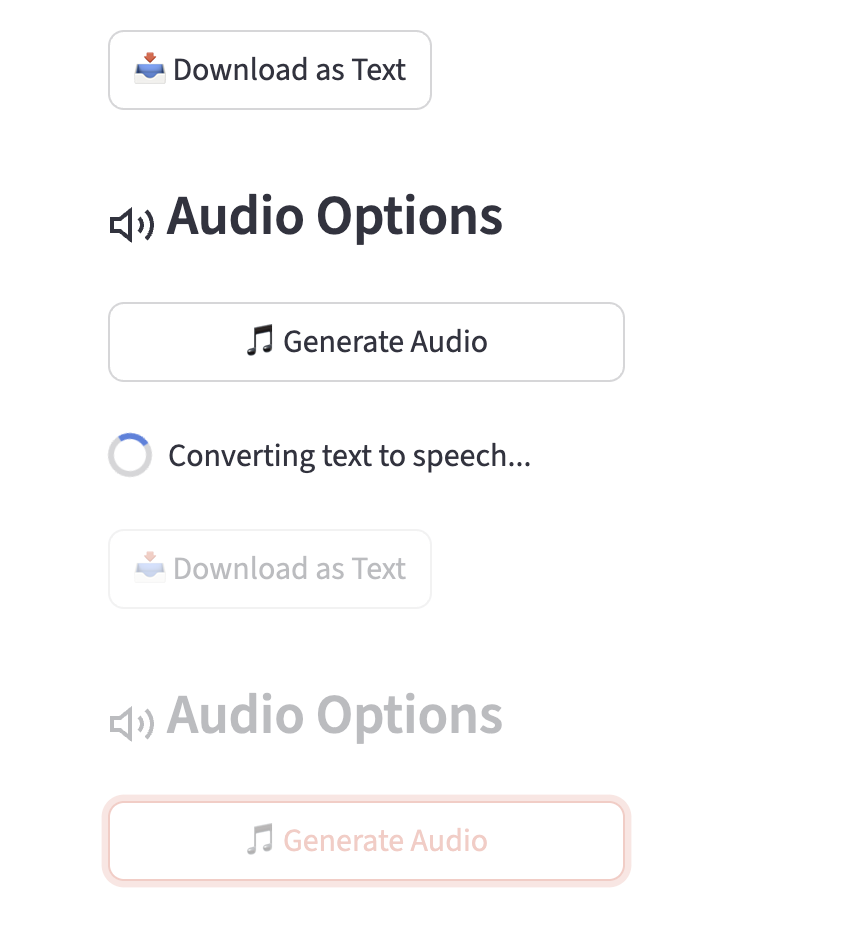 Download as Text
Audio Options
Generate Audio
Converting text to speech...
Download as Text
Audio Options
Generate Audio